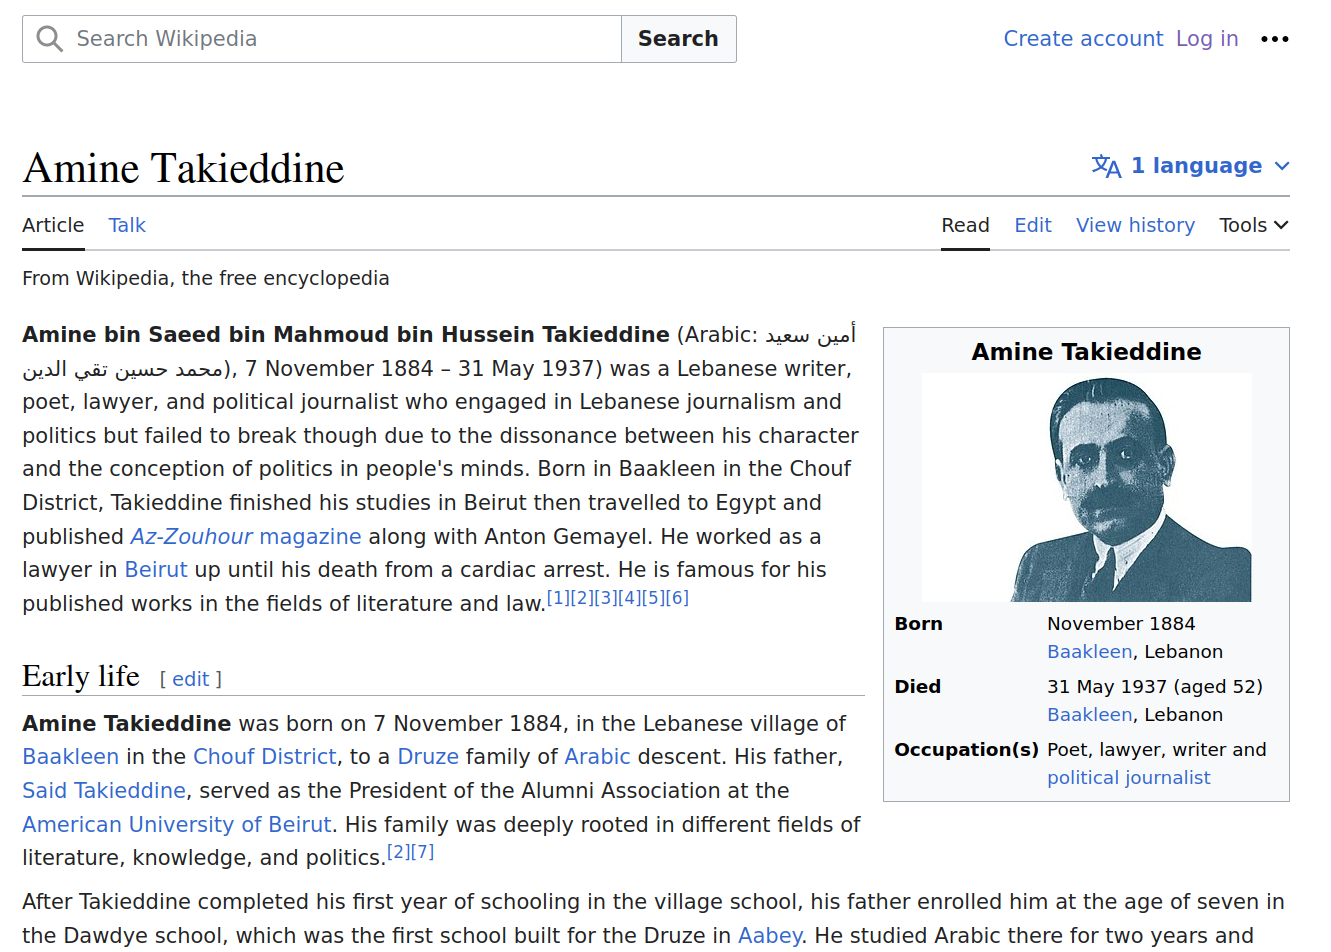 Search Wikipedia
Search
Create account Log in
Amine Takieddine
1 language
Article Talk
Read Edit View history Tools
From Wikipedia, the free encyclopedia
Amine bin Saeed bin Mahmoud bin Hussein Takieddine (Arabic: أمين سعيد
محمد حسين تقي الدين), 7 November 1884 – 31 May 1937) was a Lebanese writer,
poet, lawyer, and political journalist who engaged in Lebanese journalism and
politics but failed to break though due to the dissonance between his character
and the conception of politics in people's minds. Born in Baakleen in the Chouf
District, Takieddine finished his studies in Beirut then travelled to Egypt and
published Az-Zouhour magazine along with Anton Gemayel. He worked as a
lawyer in Beirut up until his death from a cardiac arrest. He is famous for his
published works in the fields of literature and law.[1][2][3][4][5][6]
Amine Takieddine
Born November 1884
Baakleen, Lebanon
Died 31 May 1937 (aged 52)
Baakleen, Lebanon
Occupation(s) Poet, lawyer, writer and
political journalist
Early life [ edit ]
Amine Takieddine was born on 7 November 1884, in the Lebanese village of
Baakleen in the Chouf District, to a Druze family of Arabic descent. His father,
Said Takieddine, served as the President of the Alumni Association at the
American University of Beirut. His family was deeply rooted in different fields of
literature, knowledge, and politics.[2][7]
After Takieddine completed his first year of schooling in the village school, his father enrolled him at the age of seven in
the Dawdye school, which was the first school built for the Druze in Aabey. He studied Arabic there for two years and